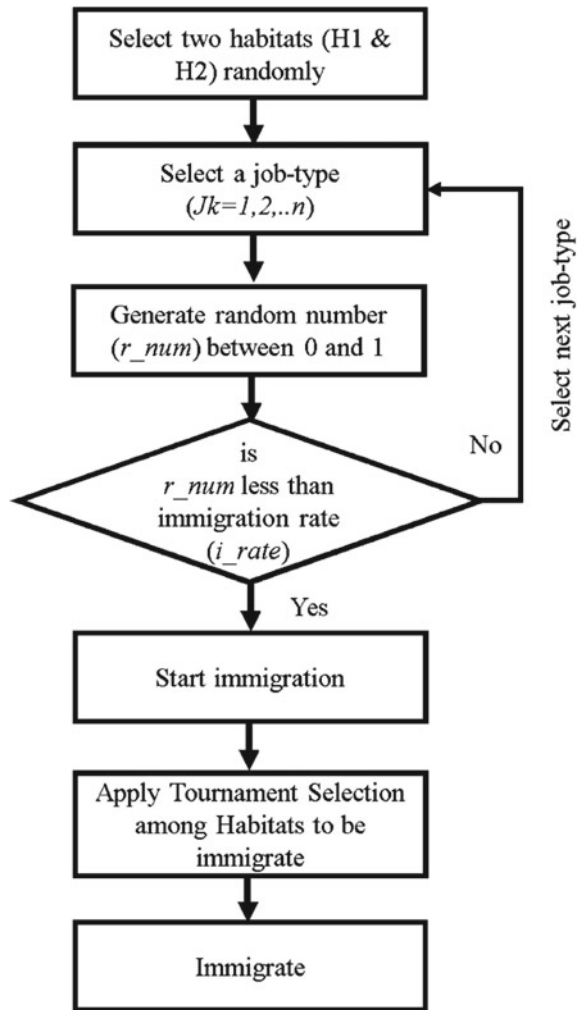 Select two habitats (H1 &
H2) randomly
Select a job-type
(Jk=1,2,..n)
Generate random number
(r_num) between 0 and 1
is
r_num less than
immigration rate
(i_rate)
No
Select next job-type
Yes
Start immigration
Apply Tournament Selection
among Habitats to be
immigrate
Immigrate